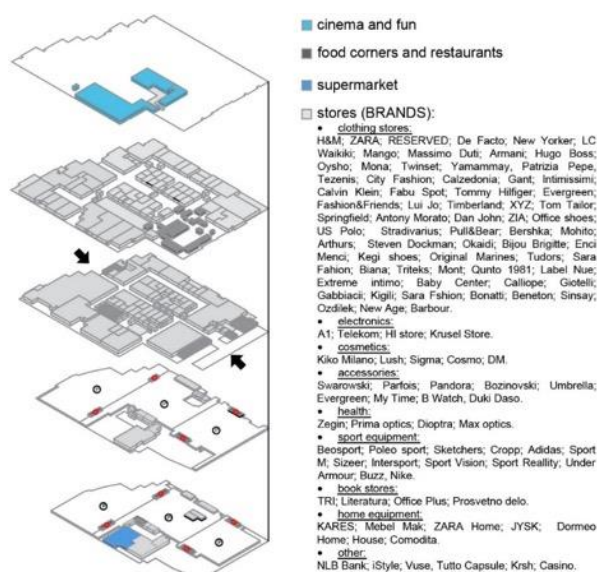 cinema and fun
food corners and restaurants
supermarket
stores (BRANDS):
• clothing stores:
H&M; ZARA; RESERVED; De Facto; New Yorker; LC
Waikiki; Mango; Massimo Duti; Armani; Hugo Boss;
Oysho; Mona; Twinset; Yamamay, Patrizia Pepe,
Tezenis; City Fashion; Calzedonia; Gant; Intimissimi;
Calvin Klein; Fabu Spot; Tommy Hilfiger; Evergreen;
Fashion&Friends; Lui Jo; Timberland; XYZ; Tom Tailor;
Springfield; Antony Morato; Dan John; ZIA; Office shoes;
US Polo; Stradivarius; Pull&Bear; Bershka; Mohito;
Arthurs; Steven Dockman; Okaidi; Bijou Brigitte; Enci
Menci; Kegi shoes; Original Marines; Tudors; Sara
Fahion; Biana; Triteks; Mont; Qunto 1981; Label Nue;
Extreme intimo; Baby Center; Calliope; Giotelli;
Gabbiacii; Kigili; Sara Fshion; Bonatti; Beneton; Sinsay;
Ozdilek; New Age; Barbour.
• electronics:
A1; Telekom; HI store; Krusel Store.
• cosmetics:
Kiko Milano; Lush; Sigma; Cosmo; DM.
• accessories:
Swarowski; Parfois; Pandora; Bozinovski; Umbrella;
Evergreen; My Time; B Watch, Duki Daso.
• health:
Zegin; Prima optics; Dioptra; Max optics.
• sport equipment:
Beosport; Poleo sport; Sketchers; Cropp; Adidas; Sport
M; Sizeer; Intersport; Sport Vision; Sport Reallity; Under
Armour; Buzz, Nike.
• book stores:
TRI; Literatura; Office Plus; Prosvetno delo.
• home equipment:
KARES; Mebel Mak; ZARA Home; JYSK; Dormeo
Home; House; Comodita.
• other:
NLB Bank; iStyle; Vuse, Tutto Capsule; Krsh; Casino.